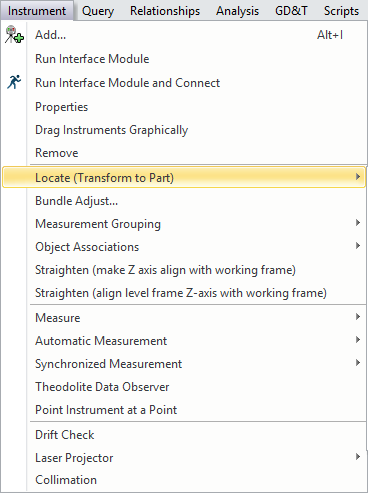 Instrument Query Relationships Analysis GD&T Scripts
Add... Alt+I
Run Interface Module
Run Interface Module and Connect
Properties
Drag Instruments Graphically
Remove
Locate (Transform to Part)
Bundle Adjust...
Measurement Grouping
Object Associations
Straighten (make Z axis align with working frame)
Straighten (align level frame Z-axis with working frame)
Measure
Automatic Measurement
Synchronized Measurement
Theodolite Data Observer
Point Instrument at a Point
Drift Check
Laser Projector
Collimation